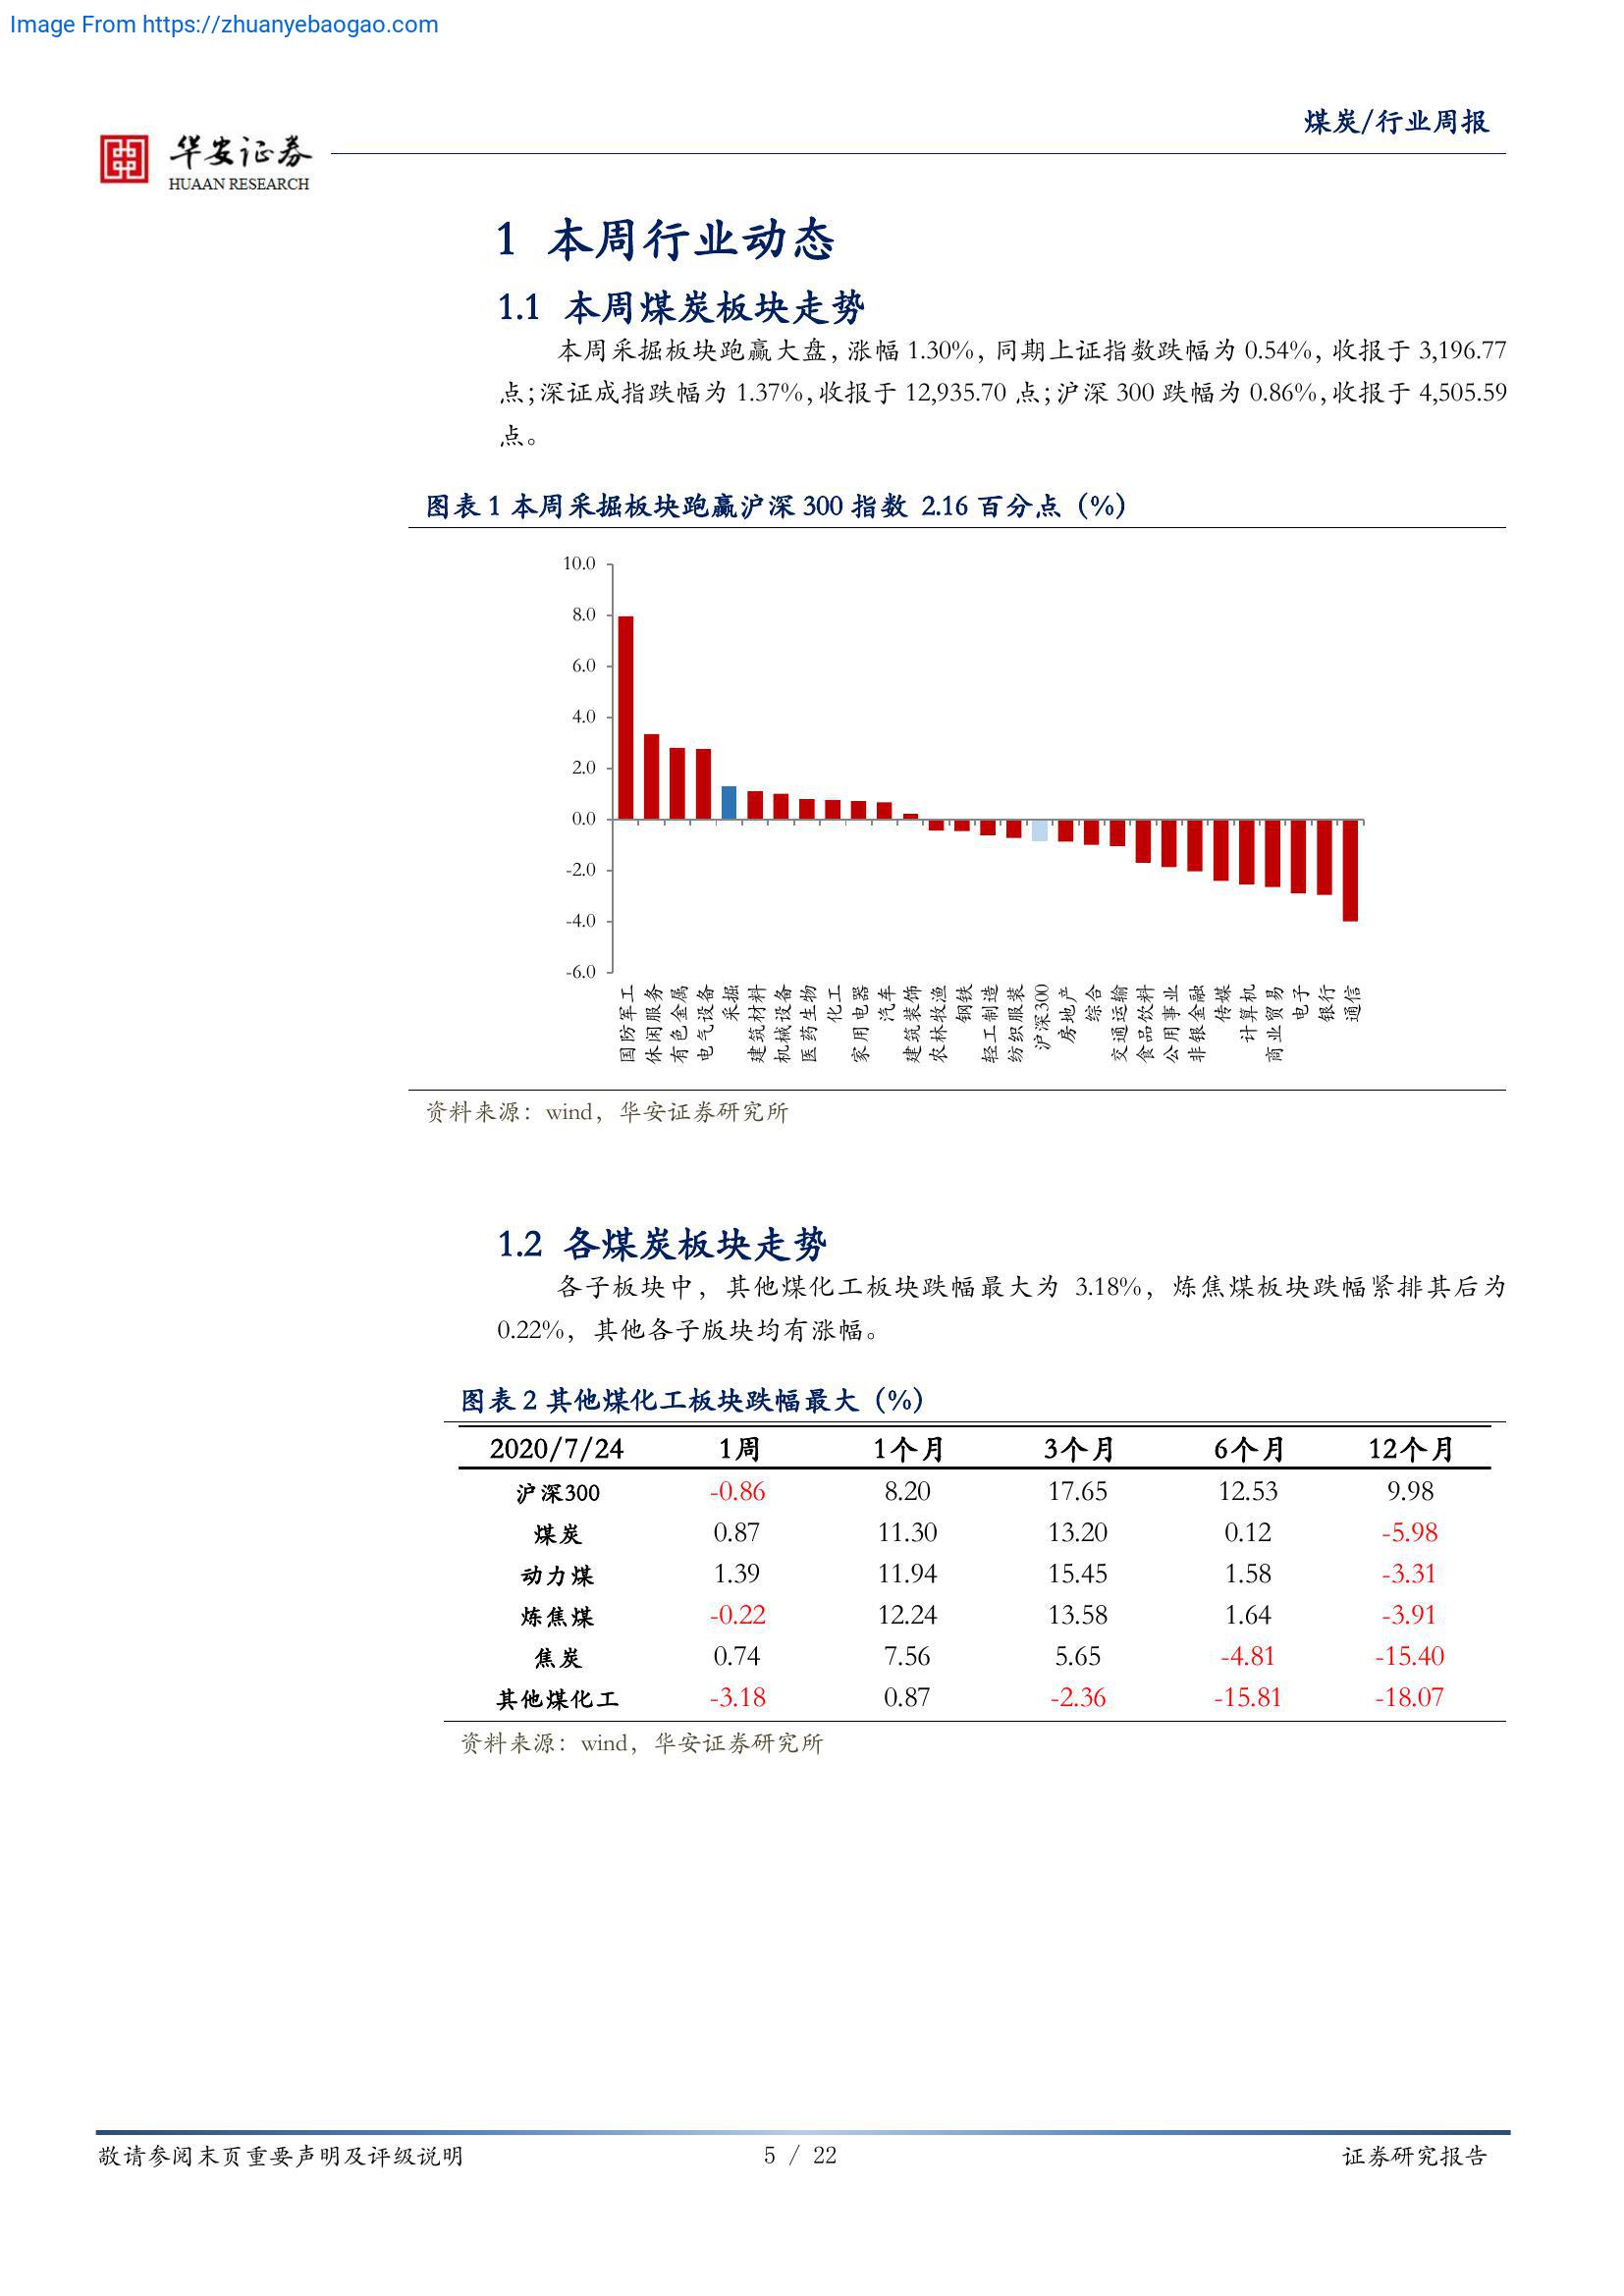 Image From https://zhuanyebaogao.com
煤炭/行业周报
华安证券
HUAAN RESEARCH
1 本周行业动态
1.1 本周煤炭板块走势
本周采掘板块跑赢大盘，涨幅 1.30%，同期上证指数跌幅为 0.54%，收报于 3,196.77
点；深证成指跌幅为 1.37%，收报于 12,935.70 点；沪深 300 跌幅为 0.86%，收报于 4,505.59
点。
图表 1 本周采掘板块跑赢沪深 300 指数 2.16 百分点（%）
10.0
8.0
6.0
4.0
2.0
0.0
-2.0
-4.0
-6.0
国防军工
休闲服务
有色金属
电气设备
采掘
建筑材料
机械设备
医药生物
化工
家用电器
汽车
建筑装饰
农林牧渔
钢铁
轻工制造
纺织服装
沪深300
房地产
综合
交通运输
食品饮料
公用事业
非银金融
传媒
计算机
商业贸易
电子
银行
通信
资料来源：wind，华安证券研究所
1.2 各煤炭板块走势
各子板块中，其他煤化工板块跌幅最大为 3.18%，炼焦煤板块跌幅紧排其后为
0.22%，其他各子版块均有涨幅。
图表 2 其他煤化工板块跌幅最大（%）
2020/7/24 1周 1个月 3个月 6个月 12个月
沪深300 -0.86 8.20 17.65 12.53 9.98
煤炭 0.87 11.30 13.20 0.12 -5.98
动力煤 1.39 11.94 15.45 1.58 -3.31
炼焦煤 -0.22 12.24 13.58 1.64 -3.91
焦炭 0.74 7.56 5.65 -4.81 -15.40
其他煤化工 -3.18 0.87 -2.36 -15.81 -18.07
资料来源：wind，华安证券研究所
敬请参阅末页重要声明及评级说明 5 / 22 证券研究报告